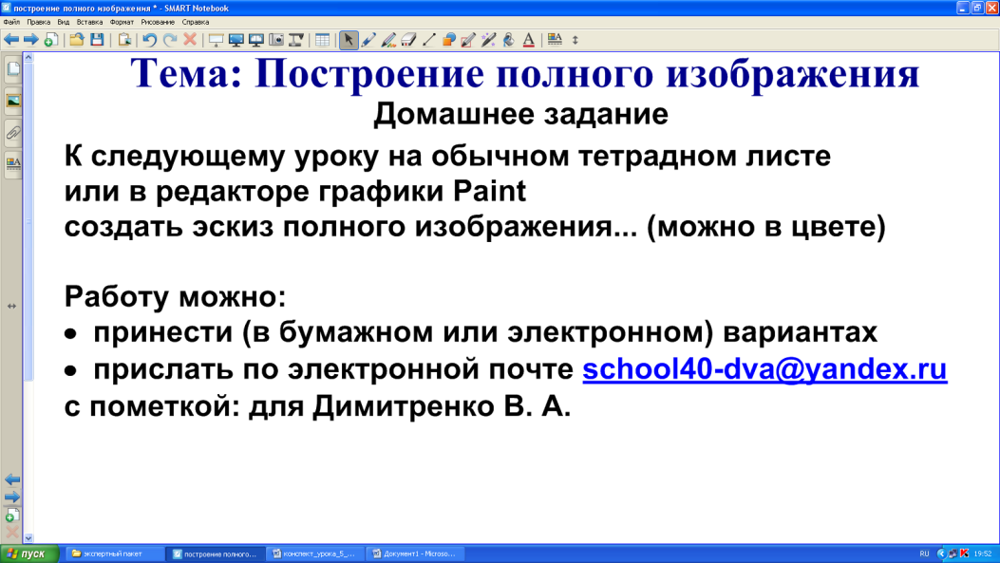 построение полного изображения * - SMART Notebook
Файл Правка Вид Вставка Формат Рисование Справка
Тема: Построение полного изображения
Домашнее задание
К следующему уроку на обычном тетрадном листе
или в редакторе графики Paint
создать эскиз полного изображения... (можно в цвете)
Работу можно:
• принести (в бумажном или электронном) вариантах
• прислать по электронной почте school40-dva@yandex.ru
с пометкой: для Димитренко В. А.
пуск экспертный пакет построение полного... конспект_урока_5_... Документ1 - Microso... RU 19:52